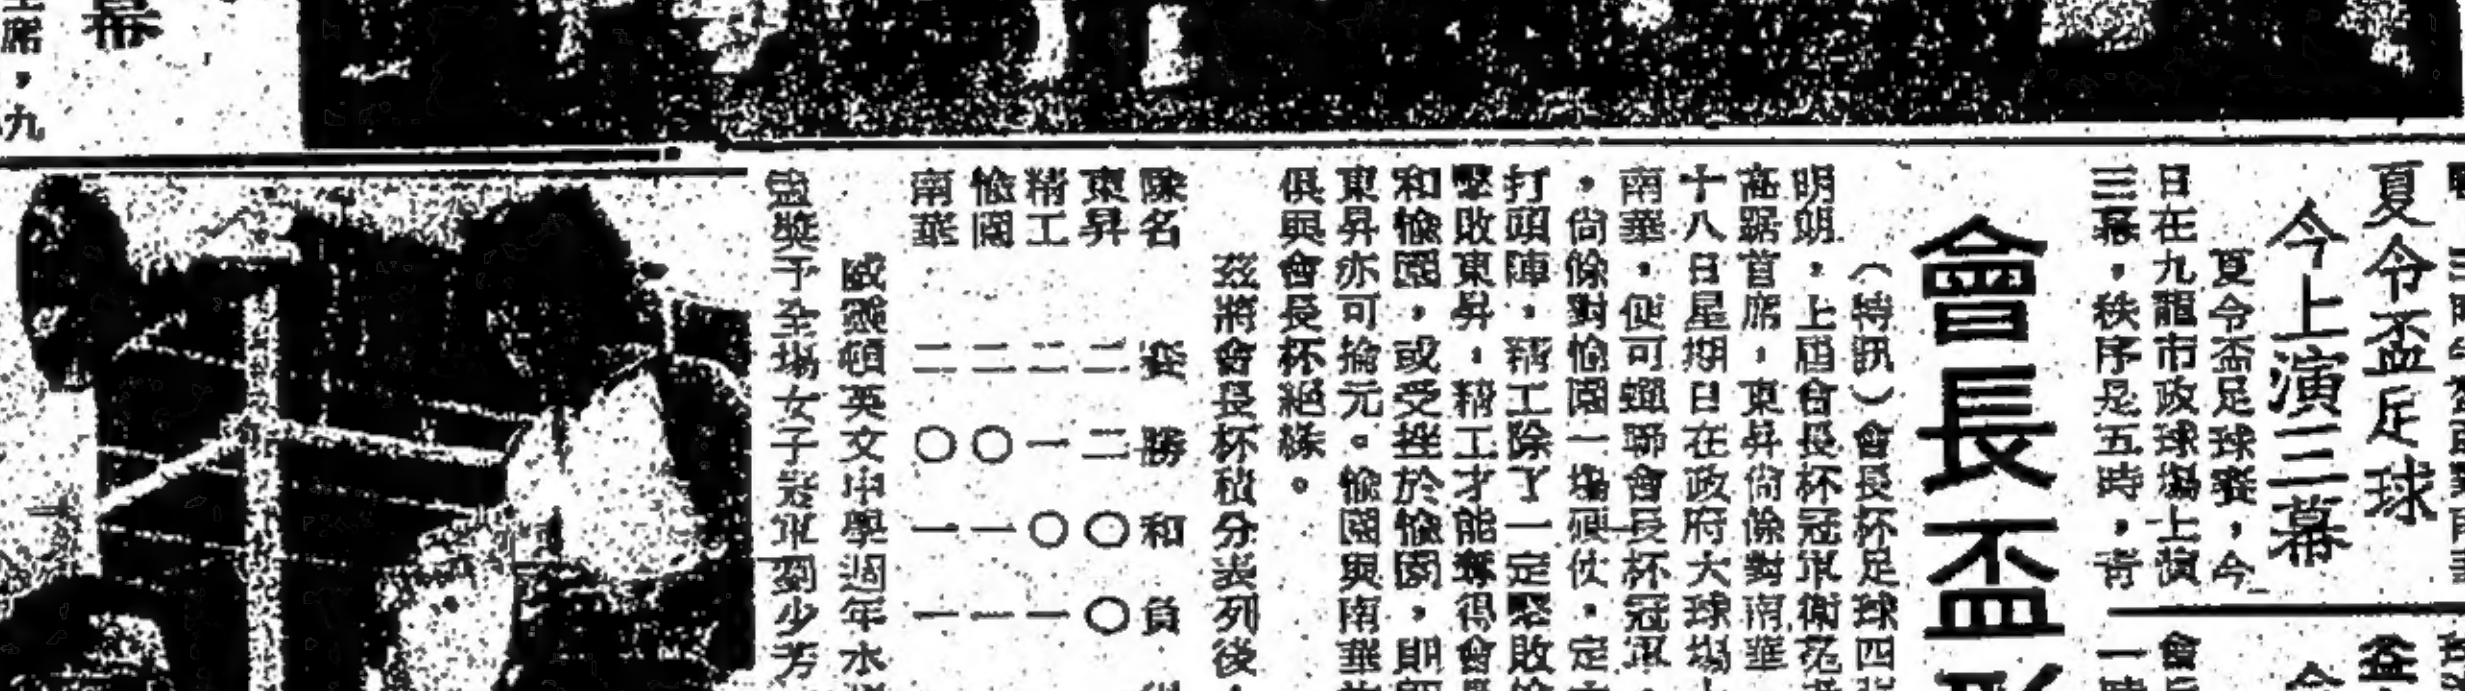 夏令盃足球
今上演三幕
夏令盃足球賽，今
日在九龍市政球場上演
三幕，秩序是五時，青
會長盃
（特訊）會長杯足球四
明朗，上屆會長杯冠軍衛冕
高踞首席，東昇尙餘對南華
十八日星期日在政府大球場
南華，便可蟬聯會長杯冠軍，
，尙餘對愉園一場硬仗，定
打頭陣，精工除了一定擊敗愉
擊敗東昇，精工才能奪得會
和愉園，或受挫於愉園，即
東昇亦可掄元。愉園與南華
俱與會長杯絕緣。
茲將會長杯積分表列後，
隊名 賽 勝 和 負
東昇 二 二 〇 〇
精工 二 一 〇 一
愉園 二 〇 一 一
南華 二 〇 一 一
威靈頓英文中學週年水
盃獎予全場女子冠軍劉少芳
幕
席，九